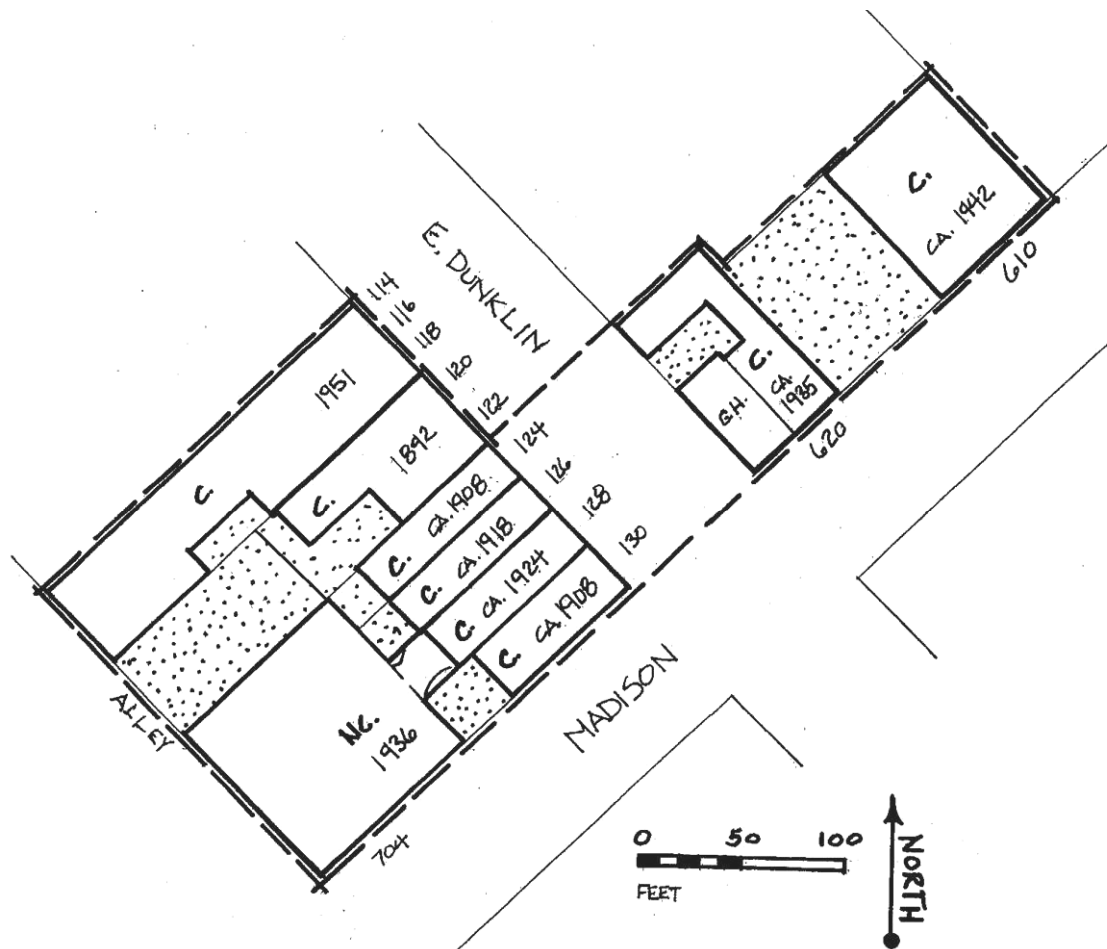 E. DUNKLIN
114
116
118
120
122
124
126
128
130
C.
CA. 1942
610
C.
CA.
1935
G.H.
620
1951
C.
1892
C.
CA. 1908
C.
CA. 1918
C.
CA. 1924
C.
CA. 1908
C.
NC.
1936
ALLEY
704
MADISON
0 50 100
FEET
NORTH